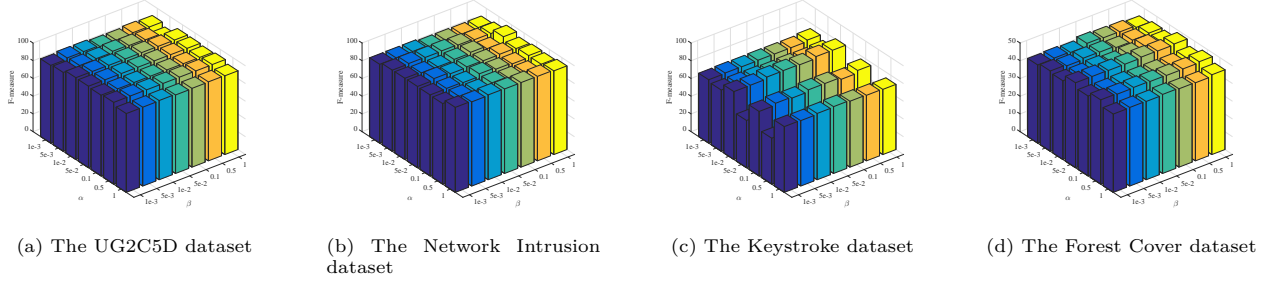 100
80
60
40
20
0
F-measure
1e-3
5e-3
1e-2
5e-2
0.1
0.5
1
α
1e-3
5e-3
1e-2
5e-2
0.1
0.5
1
β
(a) The UG2C5D dataset
100
80
60
40
20
0
F-measure
1e-3
5e-3
1e-2
5e-2
0.1
0.5
1
α
1e-3
5e-3
1e-2
5e-2
0.1
0.5
1
β
(b) The Network Intrusion
dataset
100
80
60
40
20
0
F-measure
1e-3
5e-3
1e-2
5e-2
0.1
0.5
1
α
1e-3
5e-3
1e-2
5e-2
0.1
0.5
1
β
(c) The Keystroke dataset
50
40
30
20
10
0
F-measure
1e-3
5e-3
1e-2
5e-2
0.1
0.5
1
α
1e-3
5e-3
1e-2
5e-2
0.1
0.5
1
β
(d) The Forest Cover dataset